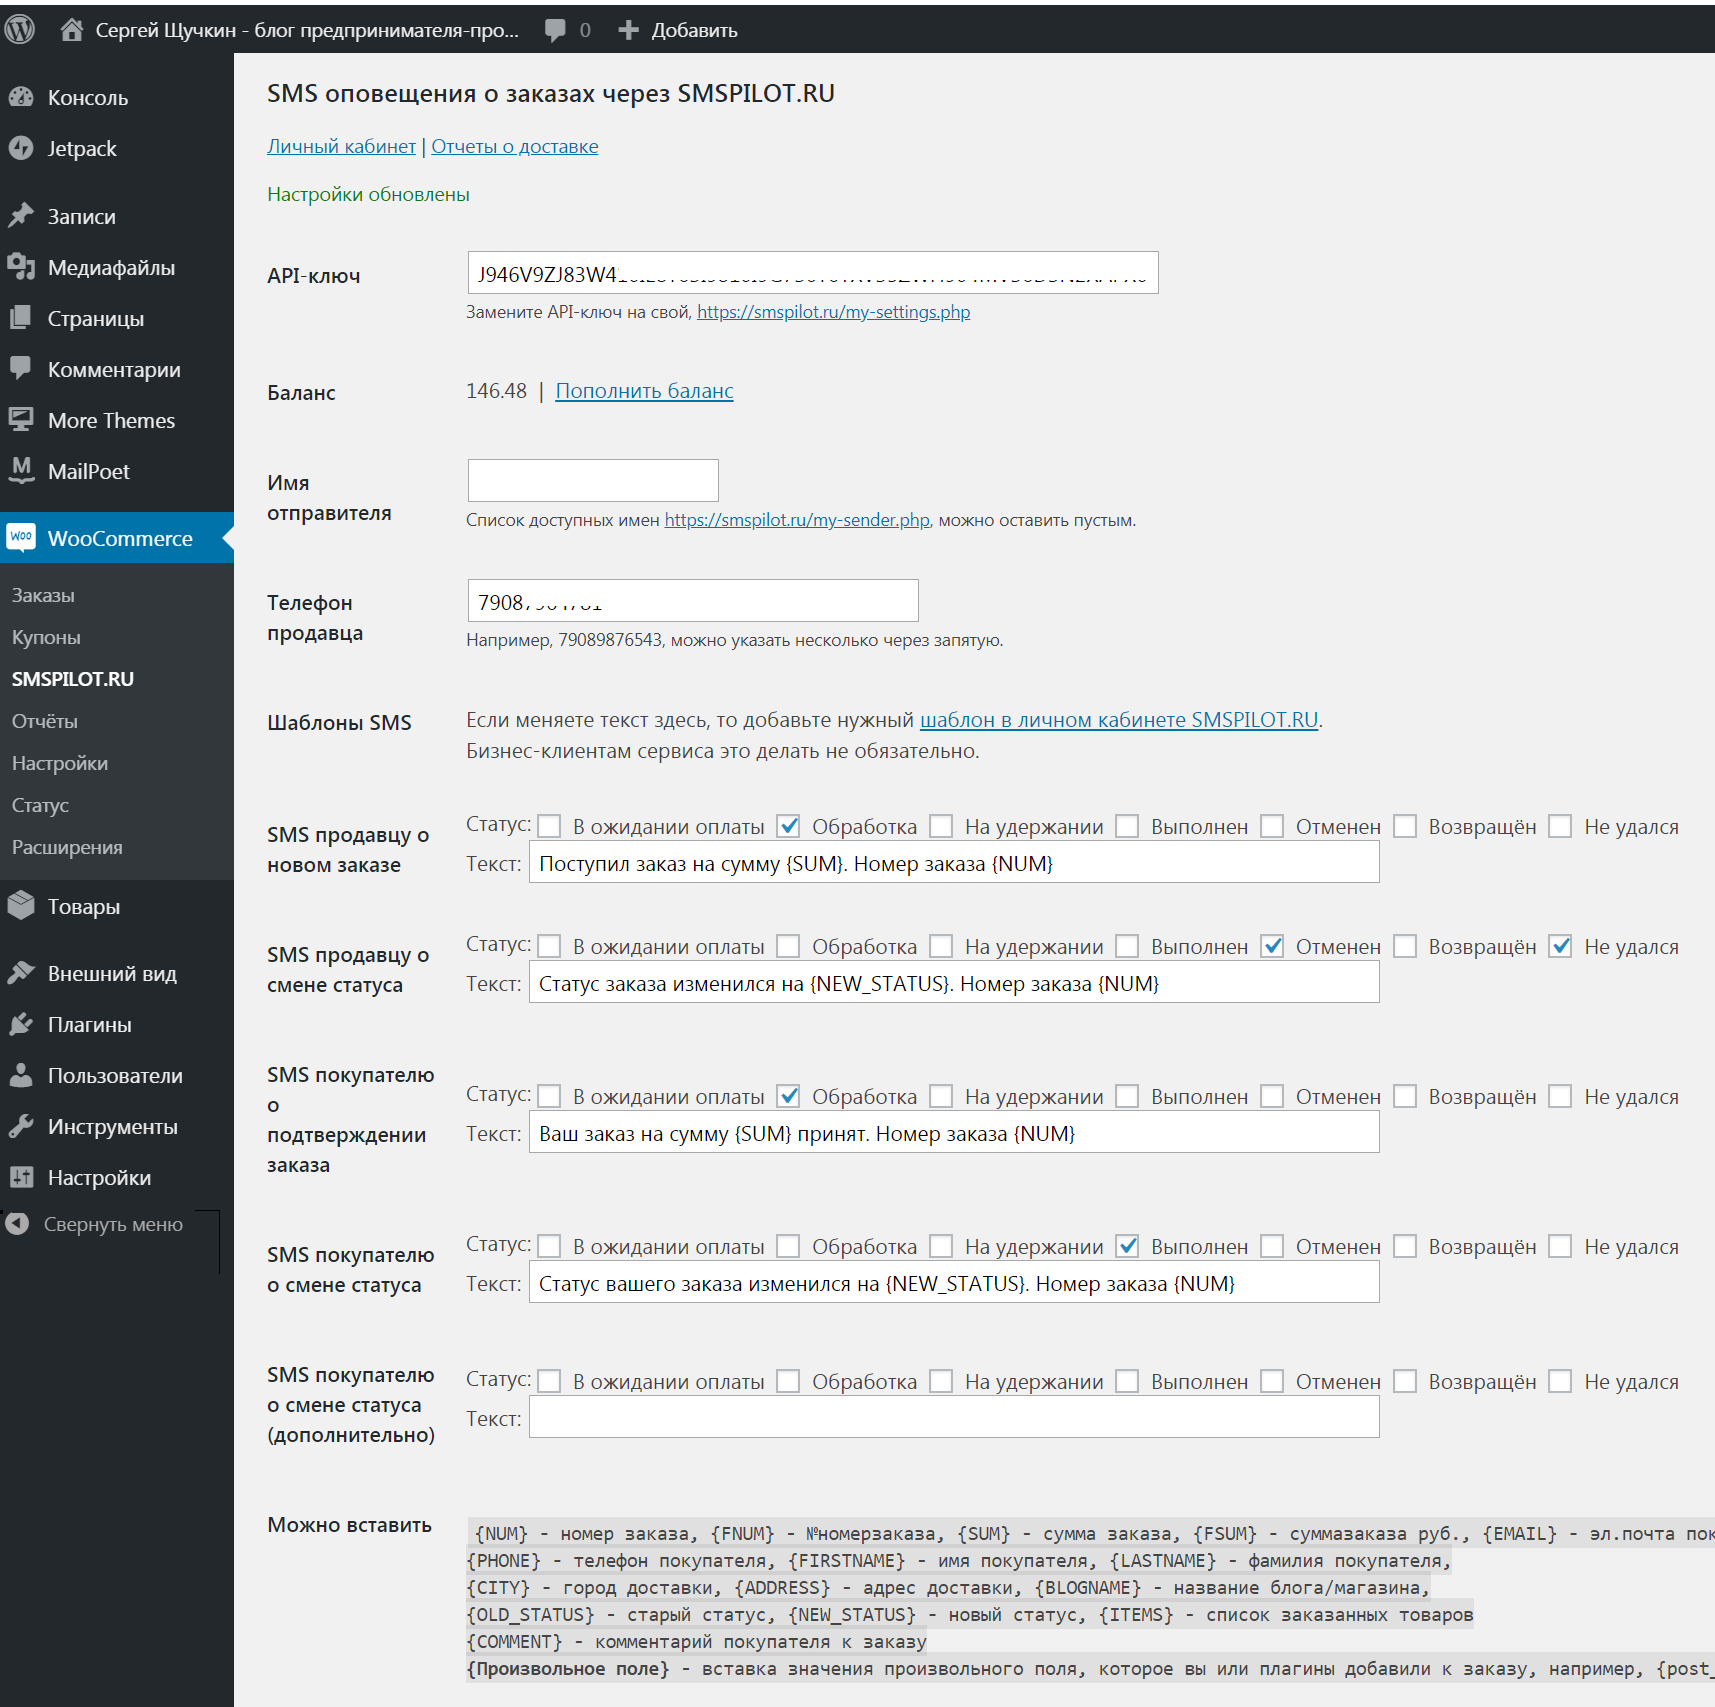 Сергей Щучкин - блог предпринимателя-про...
0
Добавить
Консоль
Jetpack
Записи
Медиафайлы
Страницы
Комментарии
More Themes
MailPoet
WooCommerce
Заказы
Купоны
SMSPILOT.RU
Отчёты
Настройки
Статус
Расширения
Товары
Внешний вид
Плагины
Пользователи
Инструменты
Настройки
Свернуть меню
SMS оповещения о заказах через SMSPILOT.RU
Личный кабинет | Отчеты о доставке
Настройки обновлены
API-ключ
Замените API-ключ на свой, https://smspilot.ru/my-settings.php
Баланс
146.48 | Пополнить баланс
Имя
отправителя
Список доступных имен https://smspilot.ru/my-sender.php, можно оставить пустым.
Телефон
продавца
Например, 79089876543, можно указать несколько через запятую.
Шаблоны SMS
Если меняете текст здесь, то добавьте нужный шаблон в личном кабинете SMSPILOT.RU.
Бизнес-клиентам сервиса это делать не обязательно.
SMS продавцу о
новом заказе
Статус: В ожидании оплаты Обработка На удержании Выполнен Отменен Возвращён Не удался
Текст: Поступил заказ на сумму {SUM}. Номер заказа {NUM}
SMS продавцу о
смене статуса
Статус: В ожидании оплаты Обработка На удержании Выполнен Отменен Возвращён Не удался
Текст: Статус заказа изменился на {NEW_STATUS}. Номер заказа {NUM}
SMS покупателю
о
подтверждении
заказа
Статус: В ожидании оплаты Обработка На удержании Выполнен Отменен Возвращён Не удался
Текст: Ваш заказ на сумму {SUM} принят. Номер заказа {NUM}
SMS покупателю
о смене статуса
Статус: В ожидании оплаты Обработка На удержании Выполнен Отменен Возвращён Не удался
Текст: Статус вашего заказа изменился на {NEW_STATUS}. Номер заказа {NUM}
SMS покупателю
о смене статуса
(дополнительно)
Статус: В ожидании оплаты Обработка На удержании Выполнен Отменен Возвращён Не удался
Текст:
Можно вставить
{NUM} - номер заказа, {FNUM} - №номерзаказа, {SUM} - сумма заказа, {FSUM} - суммазаказа руб., {EMAIL} - эл.почта пок
{PHONE} - телефон покупателя, {FIRSTNAME} - имя покупателя, {LASTNAME} - фамилия покупателя,
{CITY} - город доставки, {ADDRESS} - адрес доставки, {BLOGNAME} - название блога/магазина,
{OLD_STATUS} - старый статус, {NEW_STATUS} - новый статус, {ITEMS} - список заказанных товаров
{COMMENT} - комментарий покупателя к заказу
{Произвольное поле} - вставка значения произвольного поля, которое вы или плагины добавили к заказу, например, {post_